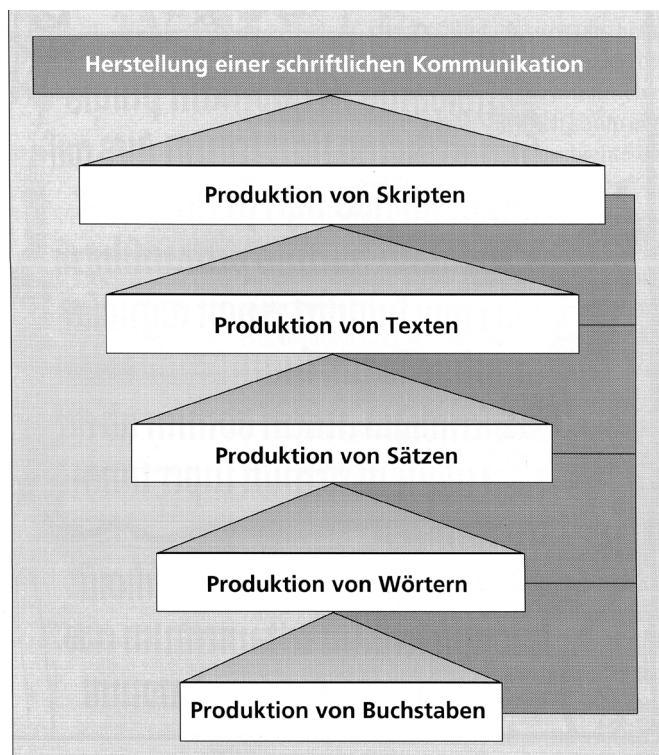 Herstellung einer schriftlichen Kommunikation
Produktion von Skripten
Produktion von Texten
Produktion von Sätzen
Produktion von Wörtern
Produktion von Buchstaben